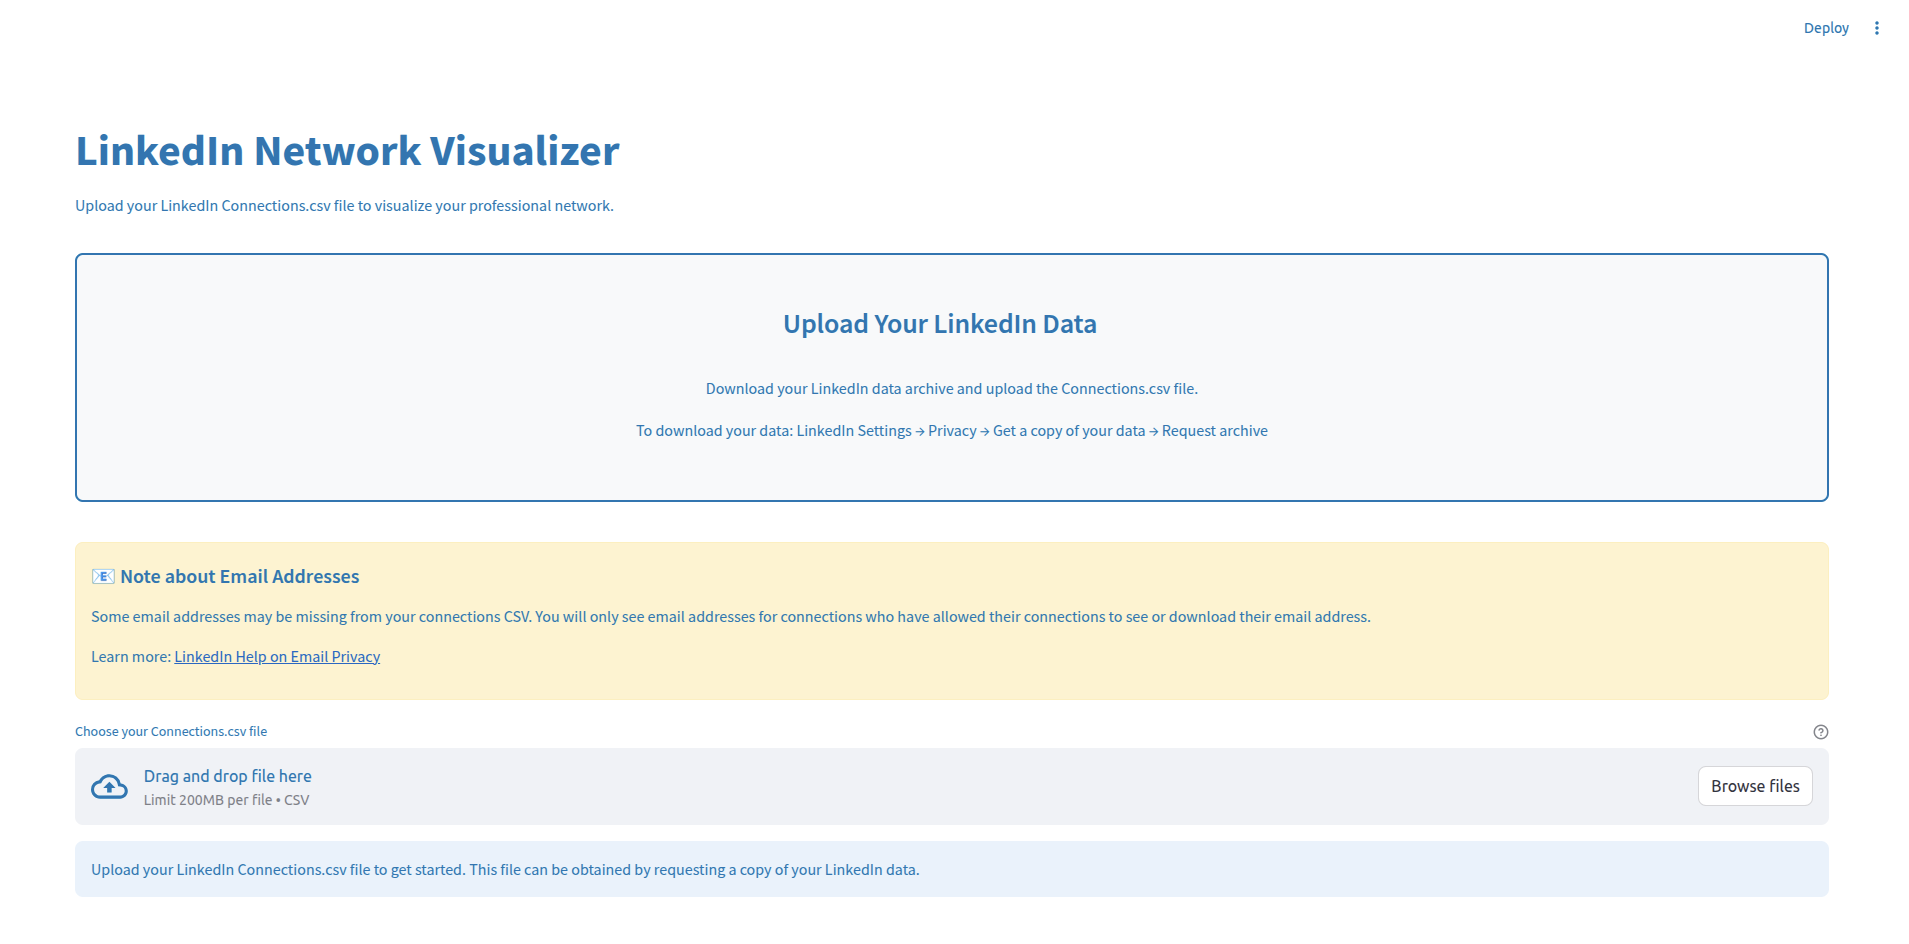 Deploy
LinkedIn Network Visualizer
Upload your LinkedIn Connections.csv file to visualize your professional network.
Upload Your LinkedIn Data
Download your LinkedIn data archive and upload the Connections.csv file.
To download your data: LinkedIn Settings → Privacy → Get a copy of your data → Request archive
📧 Note about Email Addresses
Some email addresses may be missing from your connections CSV. You will only see email addresses for connections who have allowed their connections to see or download their email address.
Learn more: LinkedIn Help on Email Privacy
Choose your Connections.csv file
Drag and drop file here
Limit 200MB per file • CSV
Browse files
Upload your LinkedIn Connections.csv file to get started. This file can be obtained by requesting a copy of your LinkedIn data.